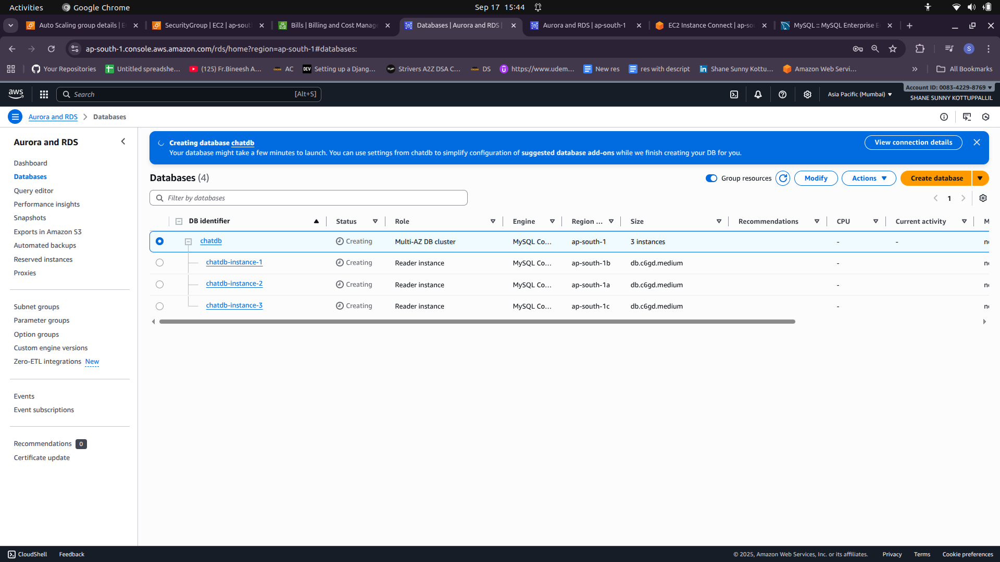 Activities
Google Chrome
Sep 17 15:44
Auto Scaling group details | E
SecurityGroup | EC2 | ap-sout
Bills | Billing and Cost Manage
Databases | Aurora and RDS |
Aurora and RDS | ap-south-1
EC2 Instance Connect | ap-so
MySQL :: MySQL Enterprise E
ap-south-1.console.aws.amazon.com/rds/home?region=ap-south-1#databases:
S
Your Repositories
Untitled spreadshe...
(125) Fr.Bineesh A...
AC
DEV
Setting up a Djang...
TUF
Strivers A2Z DSA C...
DS
https://www.udem...
New res
res with descript
Shane Sunny Kottu...
Amazon Web Servi...
All Bookmarks
aws
Search
[Alt+S]
Asia Pacific (Mumbai)
Account ID: 0083-4229-8769
SHANE SUNNY KOTTUPPALLIL
Aurora and RDS
Databases
Aurora and RDS
Dashboard
Databases
Query editor
Performance insights
Snapshots
Exports in Amazon S3
Automated backups
Reserved instances
Proxies
Subnet groups
Parameter groups
Option groups
Custom engine versions
Zero-ETL integrations New
Events
Event subscriptions
Recommendations 0
Certificate update
Creating database chatdb
Your database might take a few minutes to launch. You can use settings from chatdb to simplify configuration of suggested database add-ons while we finish creating your DB for you.
View connection details
Databases (4)
Group resources
Modify
Actions
Create database
Filter by databases
1
DB identifier Status Role Engine Region ... Size Recommendations CPU Current activity M
chatdb Creating Multi-AZ DB cluster MySQL Co... ap-south-1 3 instances - - n
chatdb-instance-1 Creating Reader instance MySQL Co... ap-south-1b db.c6gd.medium - n
chatdb-instance-2 Creating Reader instance MySQL Co... ap-south-1a db.c6gd.medium - n
chatdb-instance-3 Creating Reader instance MySQL Co... ap-south-1c db.c6gd.medium - n
CloudShell
Feedback
© 2025, Amazon Web Services, Inc. or its affiliates.
Privacy
Terms
Cookie preferences